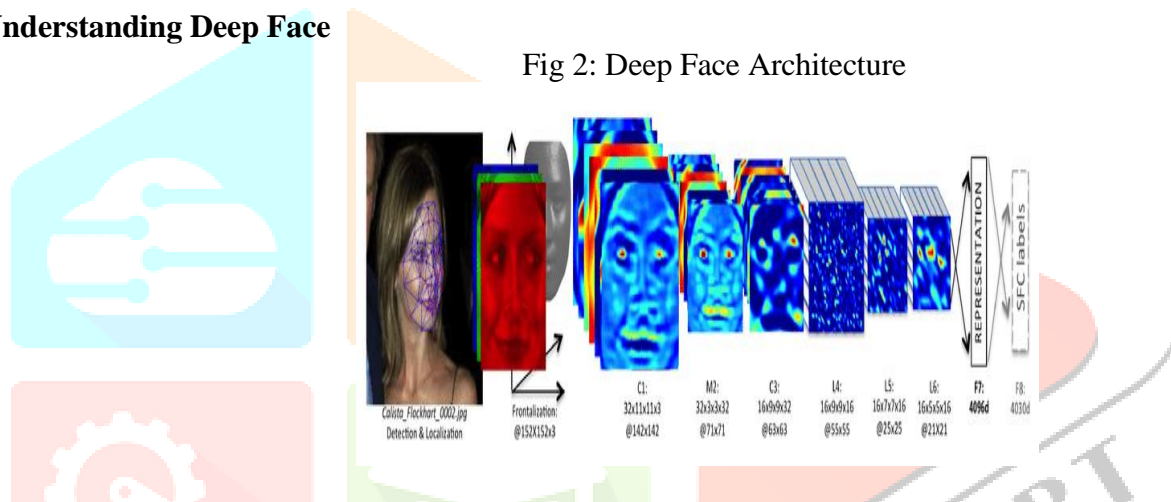 nderstanding Deep Face
Fig 2: Deep Face Architecture
REPRESENTATION
SFC labels
Calista_Flockhart_0002.jpg
Detection & Localization
Frontalization:
@152X152x3
C1:
32x11x11x3
@142x142
M2:
32x3x3x32
@71x71
C3:
16x9x9x32
@63x63
L4:
16x9x9x16
@55x55
L5:
16x7x7x16
@25x25
L6:
16x5x5x16
@21X21
F7:
4096d
F8:
4030d